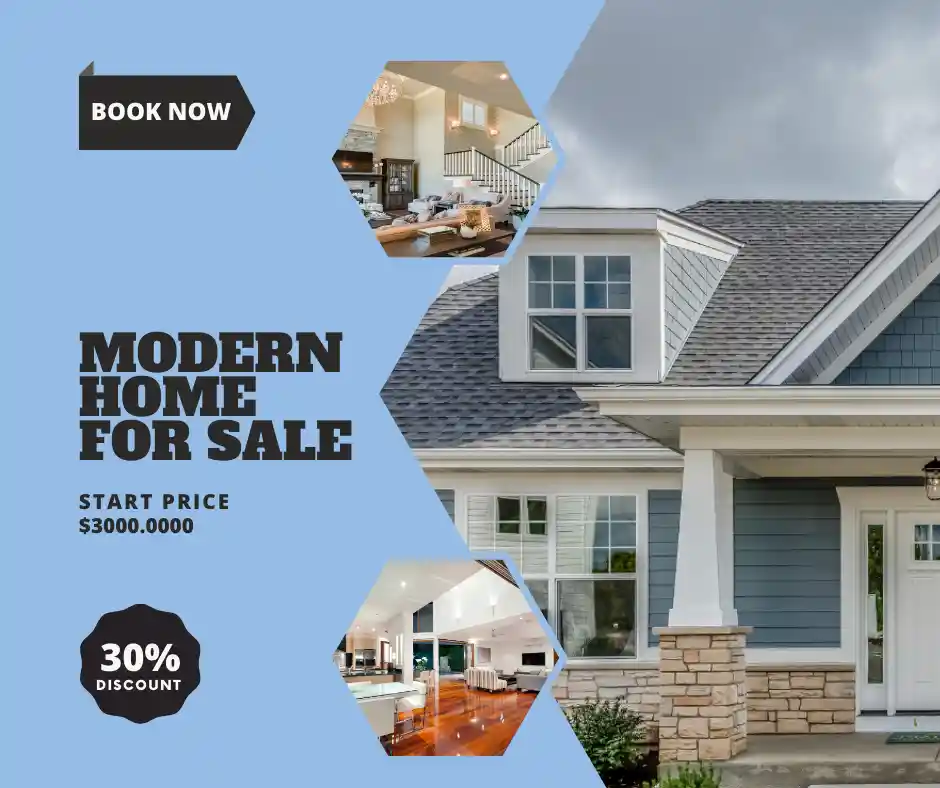 BOOK NOW
MODERN
HOME
FOR SALE
START PRICE
$3000.0000
30%
DISCOUNT